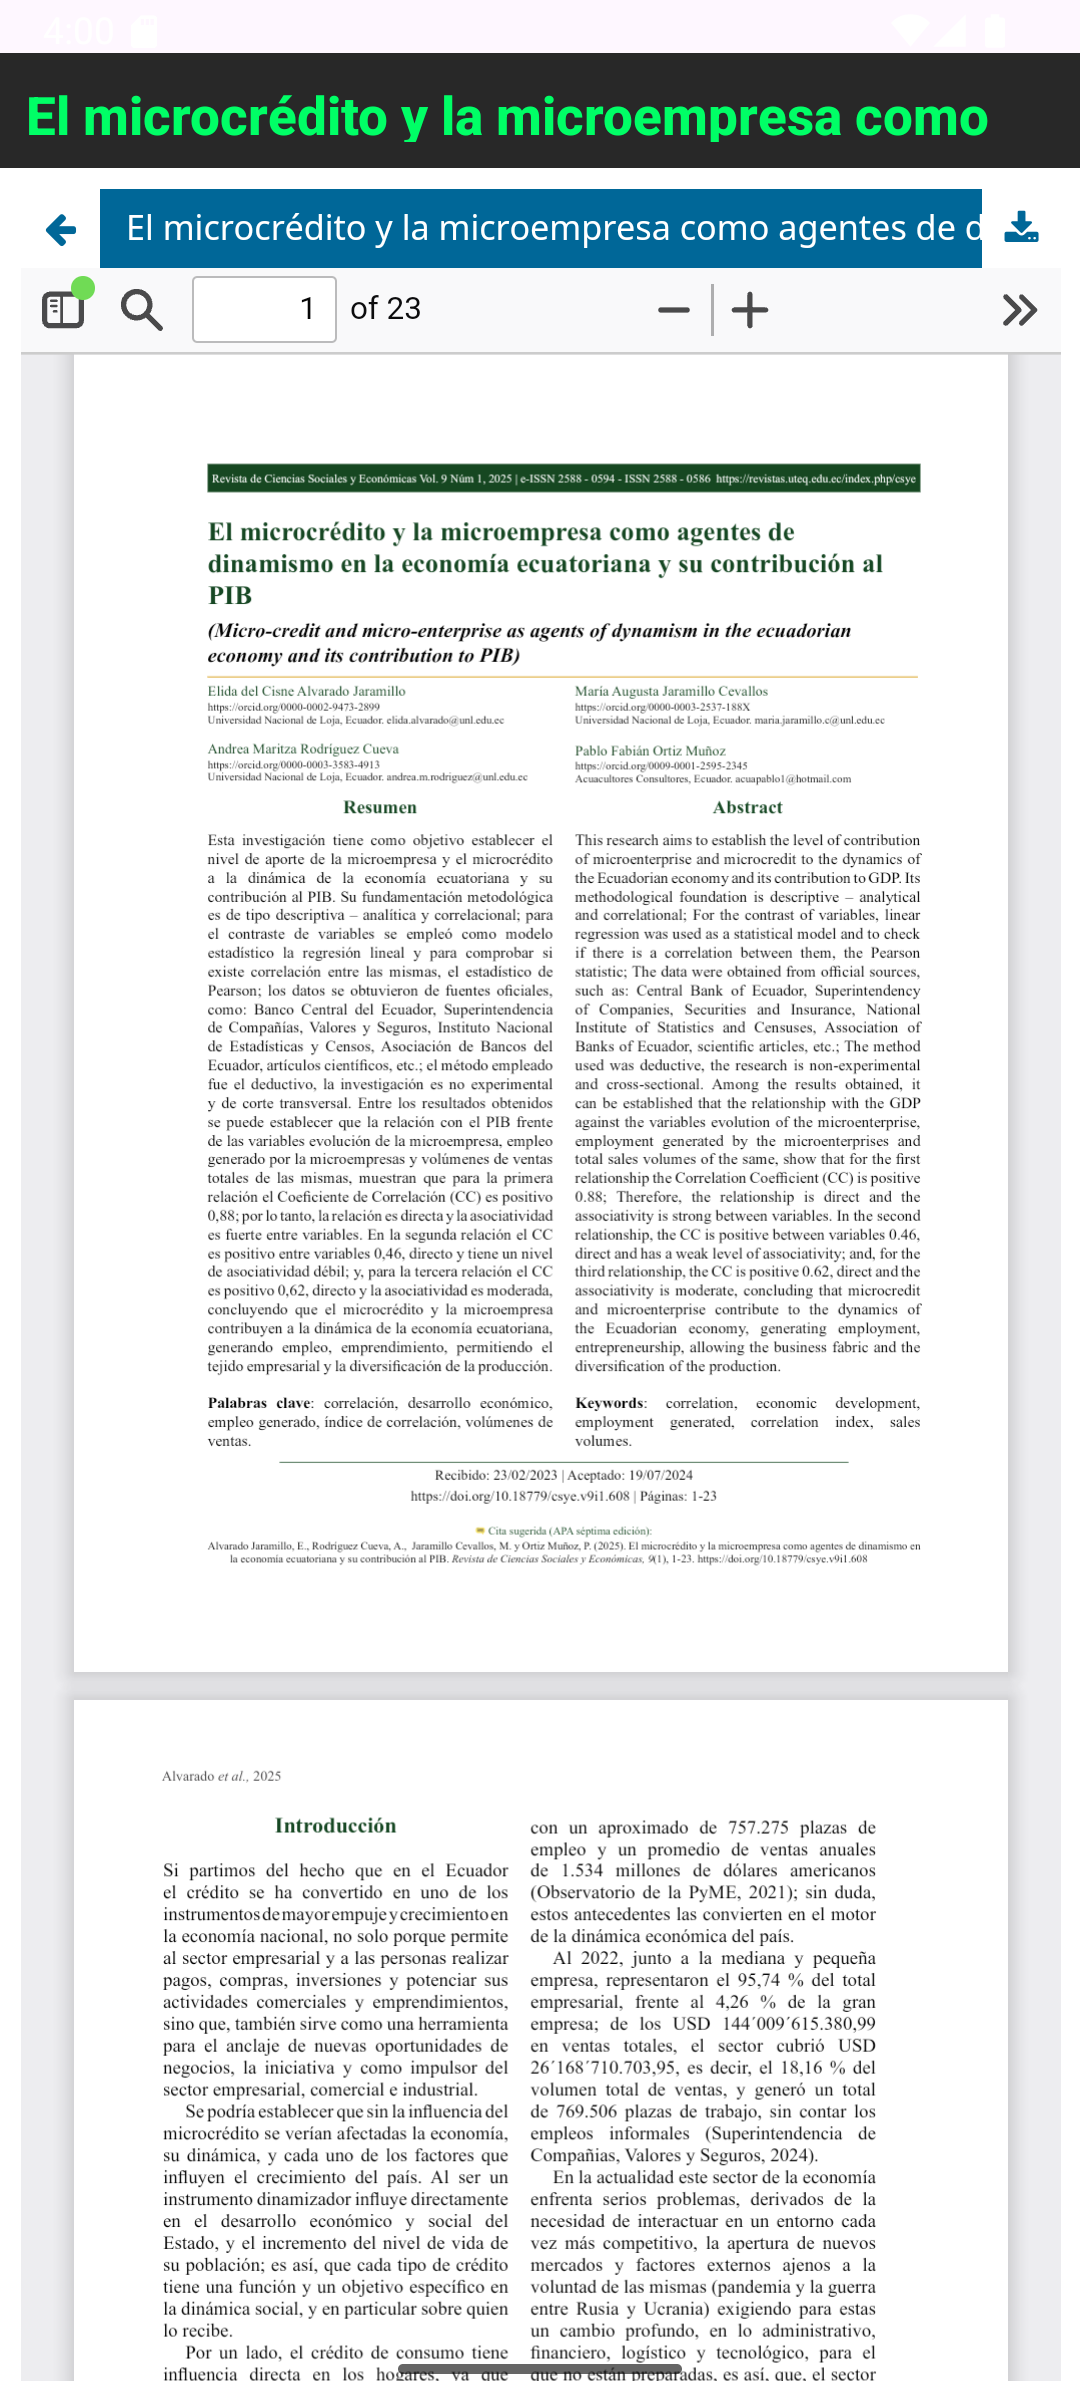 4:00
El microcrédito y la microempresa como
El microcrédito y la microempresa como agentes de d
1 of 23
Revista de Ciencias Sociales y Económicas Vol. 9 Núm 1, 2025 | e-ISSN 2588 - 0594 - ISSN 2588 - 0586 https://revistas.uteq.edu.ec/index.php/csye
El microcrédito y la microempresa como agentes de
dinamismo en la economía ecuatoriana y su contribución al
PIB
(Micro-credit and micro-enterprise as agents of dynamism in the ecuadorian
economy and its contribution to PIB)
Elida del Cisne Alvarado Jaramillo
https://orcid.org/0000-0002-9473-2899
Universidad Nacional de Loja, Ecuador. elida.alvarado@unl.edu.ec
Andrea Maritza Rodríguez Cueva
https://orcid.org/0000-0003-3583-4913
Universidad Nacional de Loja, Ecuador. andrea.m.rodriguez@unl.edu.ec
María Augusta Jaramillo Cevallos
https://orcid.org/0000-0003-2537-188X
Universidad Nacional de Loja, Ecuador. maria.jaramillo.c@unl.edu.ec
Pablo Fabián Ortiz Muñoz
https://orcid.org/0009-0001-2595-2345
Acuacultores Consultores, Ecuador. acuapablo1@hotmail.com
Resumen
Esta investigación tiene como objetivo establecer el
nivel de aporte de la microempresa y el microcrédito
a la dinámica de la economía ecuatoriana y su
contribución al PIB. Su fundamentación metodológica
es de tipo descriptiva – analítica y correlacional; para
el contraste de variables se empleó como modelo
estadístico la regresión lineal y para comprobar si
existe correlación entre las mismas, el estadístico de
Pearson; los datos se obtuvieron de fuentes oficiales,
como: Banco Central del Ecuador, Superintendencia
de Compañías, Valores y Seguros, Instituto Nacional
de Estadísticas y Censos, Asociación de Bancos del
Ecuador, artículos científicos, etc.; el método empleado
fue el deductivo, la investigación es no experimental
y de corte transversal. Entre los resultados obtenidos
se puede establecer que la relación con el PIB frente
de las variables evolución de la microempresa, empleo
generado por la microempresas y volúmenes de ventas
totales de las mismas, muestran que para la primera
relación el Coeficiente de Correlación (CC) es positivo
0,88; por lo tanto, la relación es directa y la asociatividad
es fuerte entre variables. En la segunda relación el CC
es positivo entre variables 0,46, directo y tiene un nivel
de asociatividad débil; y, para la tercera relación el CC
es positivo 0,62, directo y la asociatividad es moderada,
concluyendo que el microcrédito y la microempresa
contribuyen a la dinámica de la economía ecuatoriana,
generando empleo, emprendimiento, permitiendo el
tejido empresarial y la diversificación de la producción.
Palabras clave: correlación, desarrollo económico,
empleo generado, índice de correlación, volúmenes de
ventas.
Abstract
This research aims to establish the level of contribution
of microenterprise and microcredit to the dynamics of
the Ecuadorian economy and its contribution to GDP. Its
methodological foundation is descriptive – analytical
and correlational; For the contrast of variables, linear
regression was used as a statistical model and to check
if there is a correlation between them, the Pearson
statistic; The data were obtained from official sources,
such as: Central Bank of Ecuador, Superintendency
of Companies, Securities and Insurance, National
Institute of Statistics and Censuses, Association of
Banks of Ecuador, scientific articles, etc.; The method
used was deductive, the research is non-experimental
and cross-sectional. Among the results obtained, it
can be established that the relationship with the GDP
against the variables evolution of the microenterprise,
employment generated by the microenterprises and
total sales volumes of the same, show that for the first
relationship the Correlation Coefficient (CC) is positive
0.88; Therefore, the relationship is direct and the
associativity is strong between variables. In the second
relationship, the CC is positive between variables 0.46,
direct and has a weak level of associativity; and, for the
third relationship, the CC is positive 0.62, direct and the
associativity is moderate, concluding that microcredit
and microenterprise contribute to the dynamics of
the Ecuadorian economy, generating employment,
entrepreneurship, allowing the business fabric and the
diversification of the production.
Keywords: correlation, economic development,
employment generated, correlation index, sales
volumes.
Recibido: 23/02/2023 | Aceptado: 19/07/2024
https://doi.org/10.18779/csye.v9i1.608 | Páginas: 1-23
Cita sugerida (APA séptima edición):
Alvarado Jaramillo, E., Rodríguez Cueva, A., Jaramillo Cevallos, M. y Ortiz Muñoz, P. (2025). El microcrédito y la microempresa como agentes de dinamismo en
la economía ecuatoriana y su contribución al PIB. Revista de Ciencias Sociales y Económicas, 9(1), 1-23. https://doi.org/10.18779/csye.v9i1.608
Alvarado et al., 2025
Introducción
Si partimos del hecho que en el Ecuador
el crédito se ha convertido en uno de los
instrumentos de mayor empuje y crecimiento en
la economía nacional, no solo porque permite
al sector empresarial y a las personas realizar
pagos, compras, inversiones y potenciar sus
actividades comerciales y emprendimientos,
sino que, también sirve como una herramienta
para el anclaje de nuevas oportunidades de
negocios, la iniciativa y como impulsor del
sector empresarial, comercial e industrial.
Se podría establecer que sin la influencia del
microcrédito se verían afectadas la economía,
su dinámica, y cada uno de los factores que
influyen el crecimiento del país. Al ser un
instrumento dinamizador influye directamente
en el desarrollo económico y social del
Estado, y el incremento del nivel de vida de
su población; es así, que cada tipo de crédito
tiene una función y un objetivo específico en
la dinámica social, y en particular sobre quien
lo recibe.
Por un lado, el crédito de consumo tiene
influencia directa en los hogares, ya que
con un aproximado de 757.275 plazas de
empleo y un promedio de ventas anuales
de 1.534 millones de dólares americanos
(Observatorio de la PyME, 2021); sin duda,
estos antecedentes las convierten en el motor
de la dinámica económica del país.
Al 2022, junto a la mediana y pequeña
empresa, representaron el 95,74 % del total
empresarial, frente al 4,26 % de la gran
empresa; de los USD 144´009´615.380,99
en ventas totales, el sector cubrió USD
26´168´710.703,95, es decir, el 18,16 % del
volumen total de ventas, y generó un total
de 769.506 plazas de trabajo, sin contar los
empleos informales (Superintendencia de
Compañias, Valores y Seguros, 2024).
En la actualidad este sector de la economía
enfrenta serios problemas, derivados de la
necesidad de interactuar en un entorno cada
vez más competitivo, la apertura de nuevos
mercados y factores externos ajenos a la
voluntad de las mismas (pandemia y la guerra
entre Rusia y Ucrania) exigiendo para estas
un cambio profundo, en lo administrativo,
financiero, logístico y tecnológico, para el
que no están preparadas, es así, que, el sector